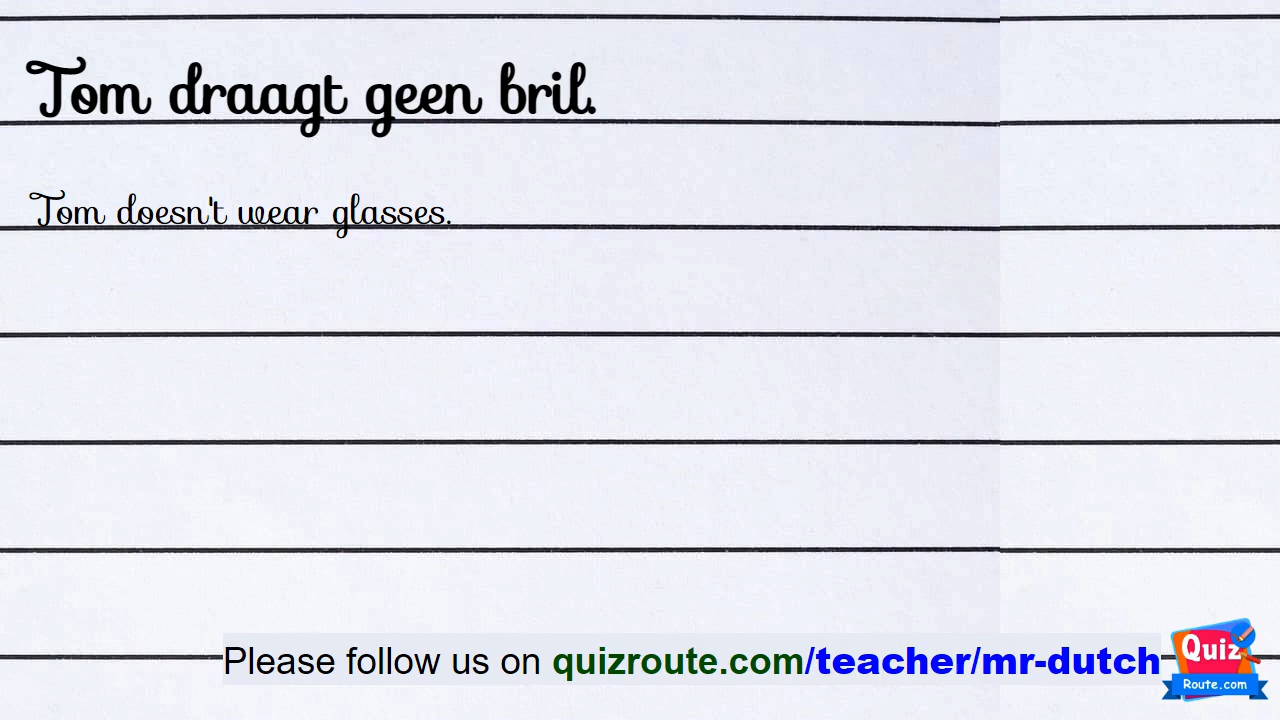 Tom draagt geen bril.
Tom doesn't wear glasses.
Please follow us on quizroute.com/teacher/mr-dutch
Quiz
Route.com